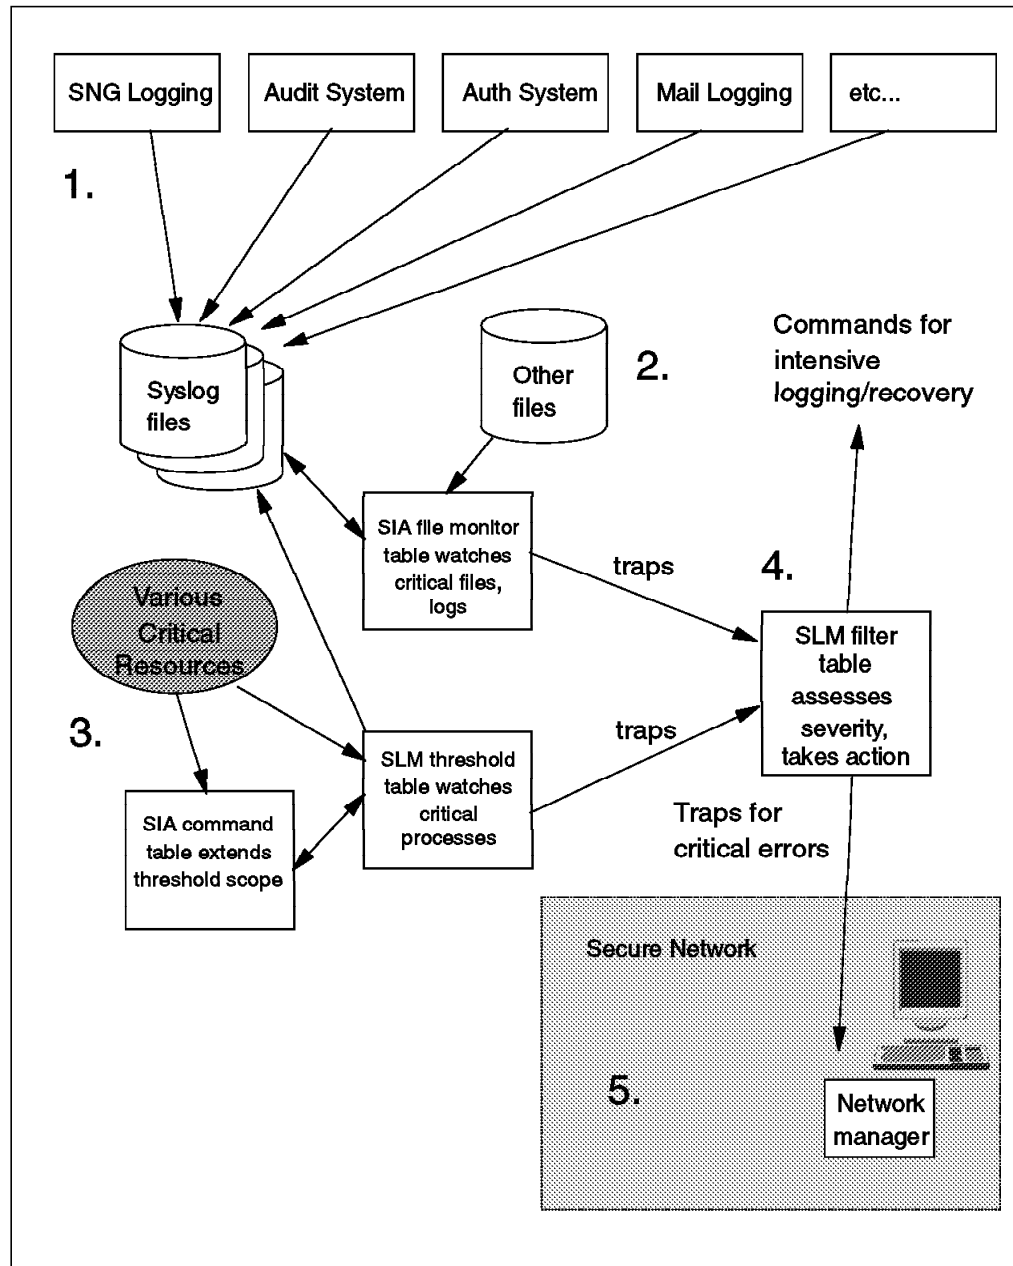 SNG Logging
Audit System
Auth System
Mail Logging
etc...
1.
Syslog
files
Other
files
2.
Commands for
intensive
logging/recovery
SIA file monitor
table watches
critical files,
logs
traps
4.
Various
Critical
Resources
SLM filter
table
assesses
severity,
takes action
3.
SLM threshold
table watches
critical
processes
traps
SIA command
table extends
threshold scope
Traps for
critical errors
Secure Network
5.
Network
manager